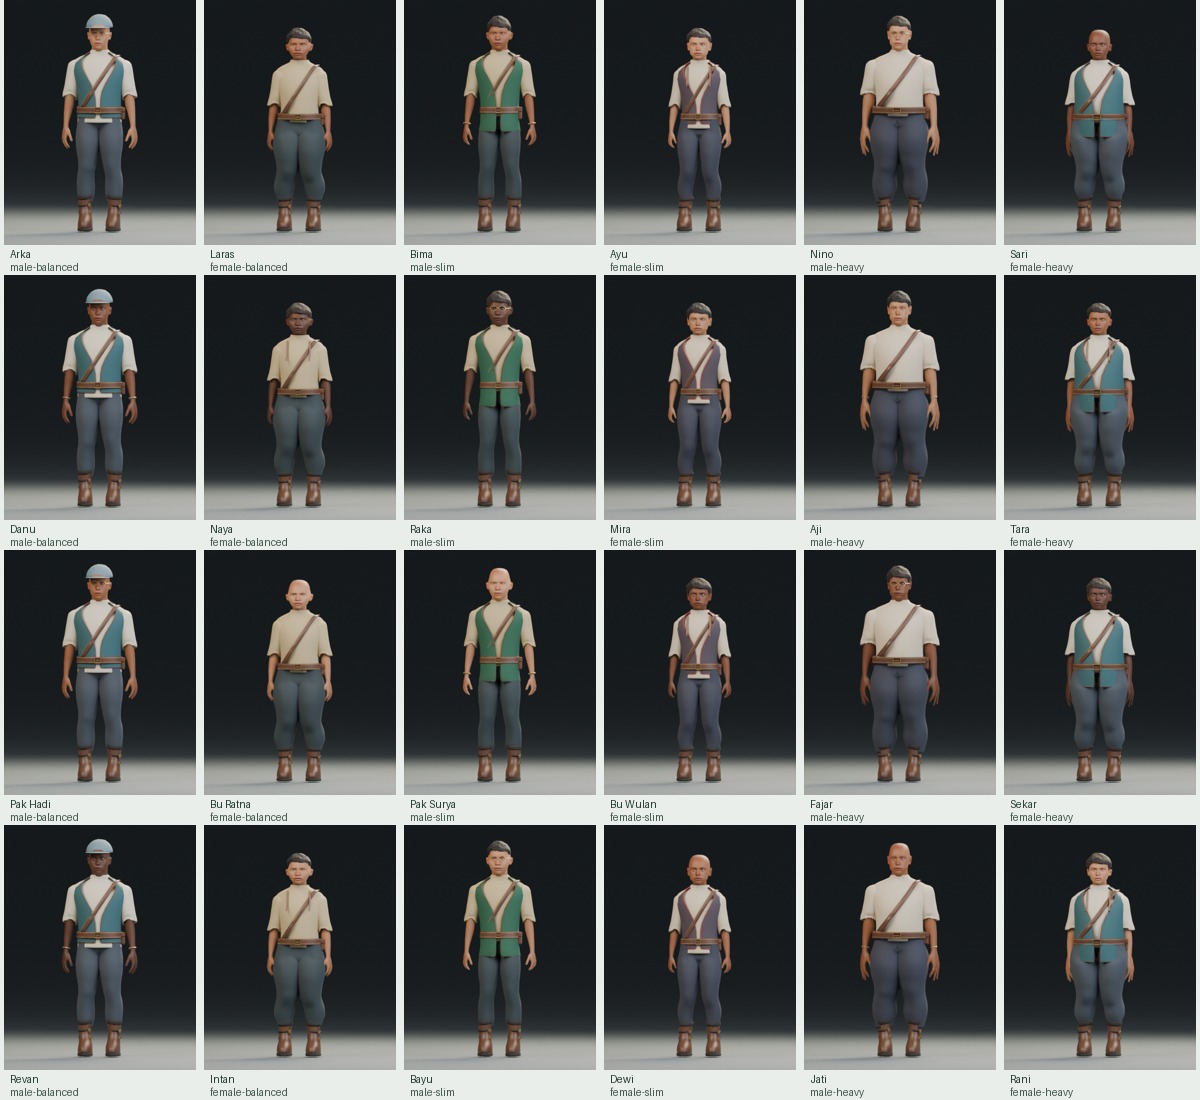 Arka
male-balanced
Laras
female-balanced
Bima
male-slim
Ayu
female-slim
Nino
male-heavy
Sari
female-heavy
Danu
male-balanced
Naya
female-balanced
Raka
male-slim
Mira
female-slim
Aji
male-heavy
Tara
female-heavy
Pak Hadi
male-balanced
Bu Ratna
female-balanced
Pak Surya
male-slim
Bu Wulan
female-slim
Fajar
male-heavy
Sekar
female-heavy
Revan
male-balanced
Intan
female-balanced
Bayu
male-slim
Dewi
female-slim
Jati
male-heavy
Rani
female-heavy